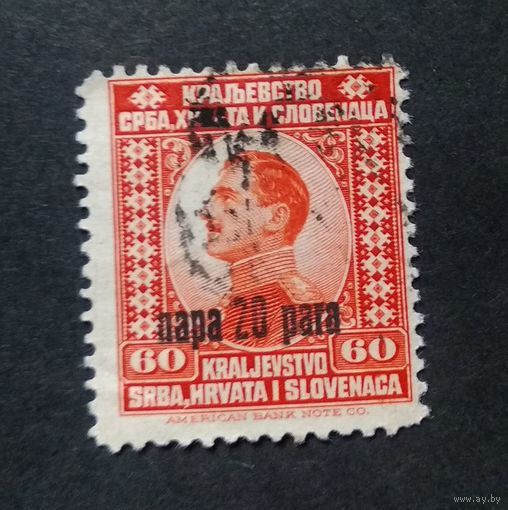 КРАЉЕВСТВО
СРБА, ХРВАТА И СЛОВЕНАЦА
пара 20 para
60 KRALJEVSTVO 60
SRBA, HRVATA I SLOVENACA
AMERICAN BANK NOTE CO.
www.ay.by